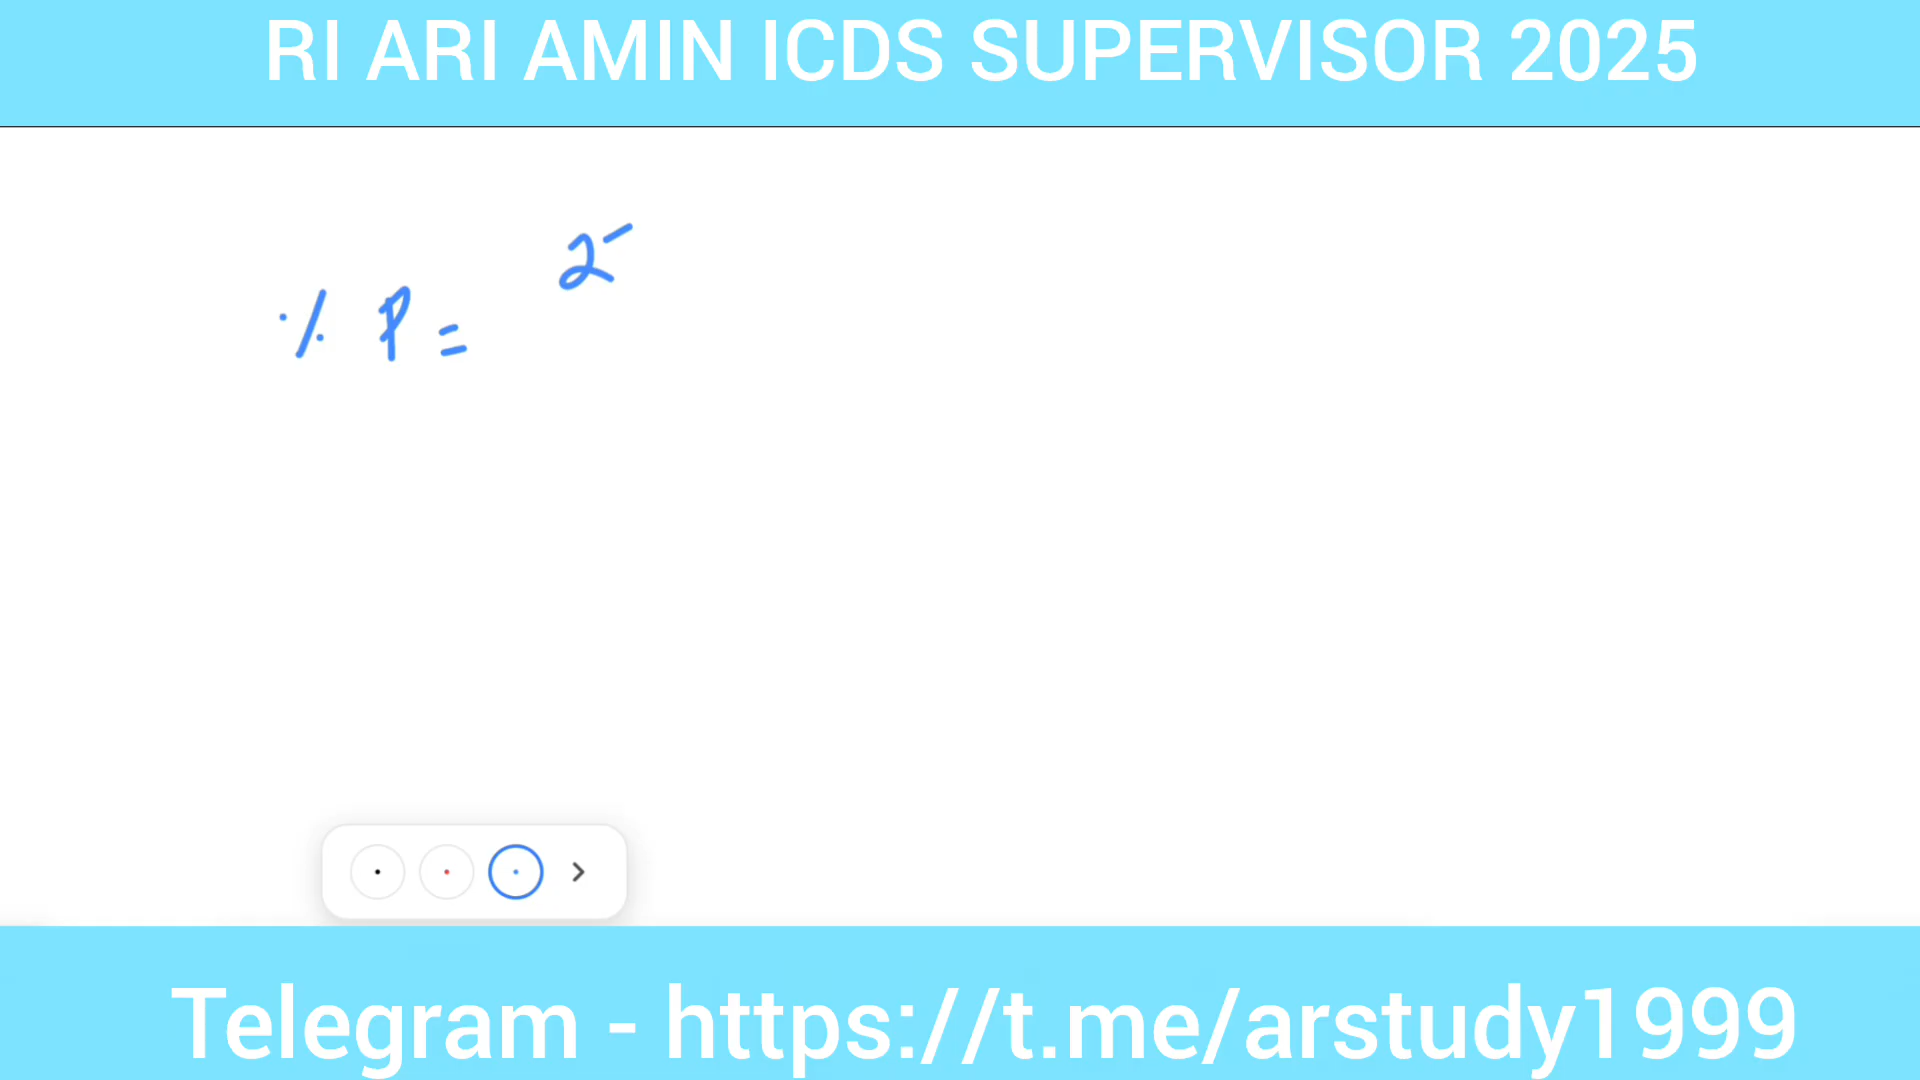 RI ARI AMIN ICDS SUPERVISOR 2025
% P = 2
Telegram - https://t.me/arstudy1999